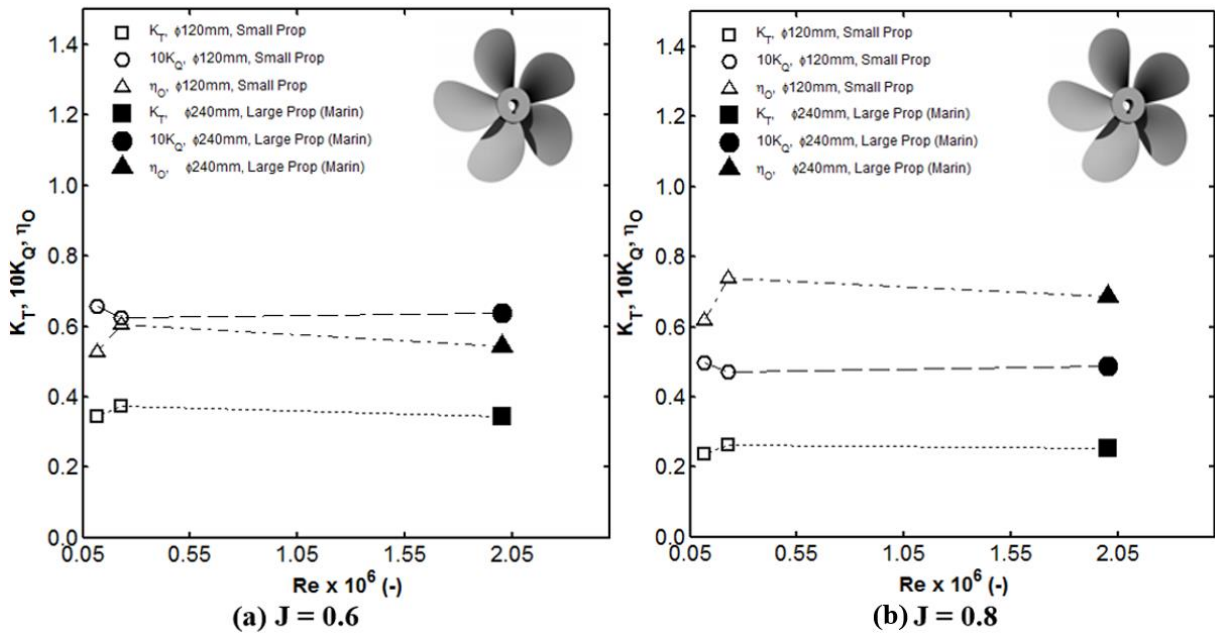 1.4
1.2
1.0
0.8
0.6
0.4
0.2
0.0
K_T, 10K_Q, η_O
K_T, ϕ120mm, Small Prop
10K_Q, ϕ120mm, Small Prop
η_O, ϕ120mm, Small Prop
K_T, ϕ240mm, Large Prop (Marin)
10K_Q, ϕ240mm, Large Prop (Marin)
η_O, ϕ240mm, Large Prop (Marin)
0.05 0.55 1.05 1.55 2.05
Re x 10^6 (-)
(a) J = 0.6
1.4
1.2
1.0
0.8
0.6
0.4
0.2
0.0
K_T, 10K_Q, η_O
K_T, ϕ120mm, Small Prop
10K_Q, ϕ120mm, Small Prop
η_O, ϕ120mm, Small Prop
K_T, ϕ240mm, Large Prop (Marin)
10K_Q, ϕ240mm, Large Prop (Marin)
η_O, ϕ240mm, Large Prop (Marin)
0.05 0.55 1.05 1.55 2.05
Re x 10^6 (-)
(b) J = 0.8